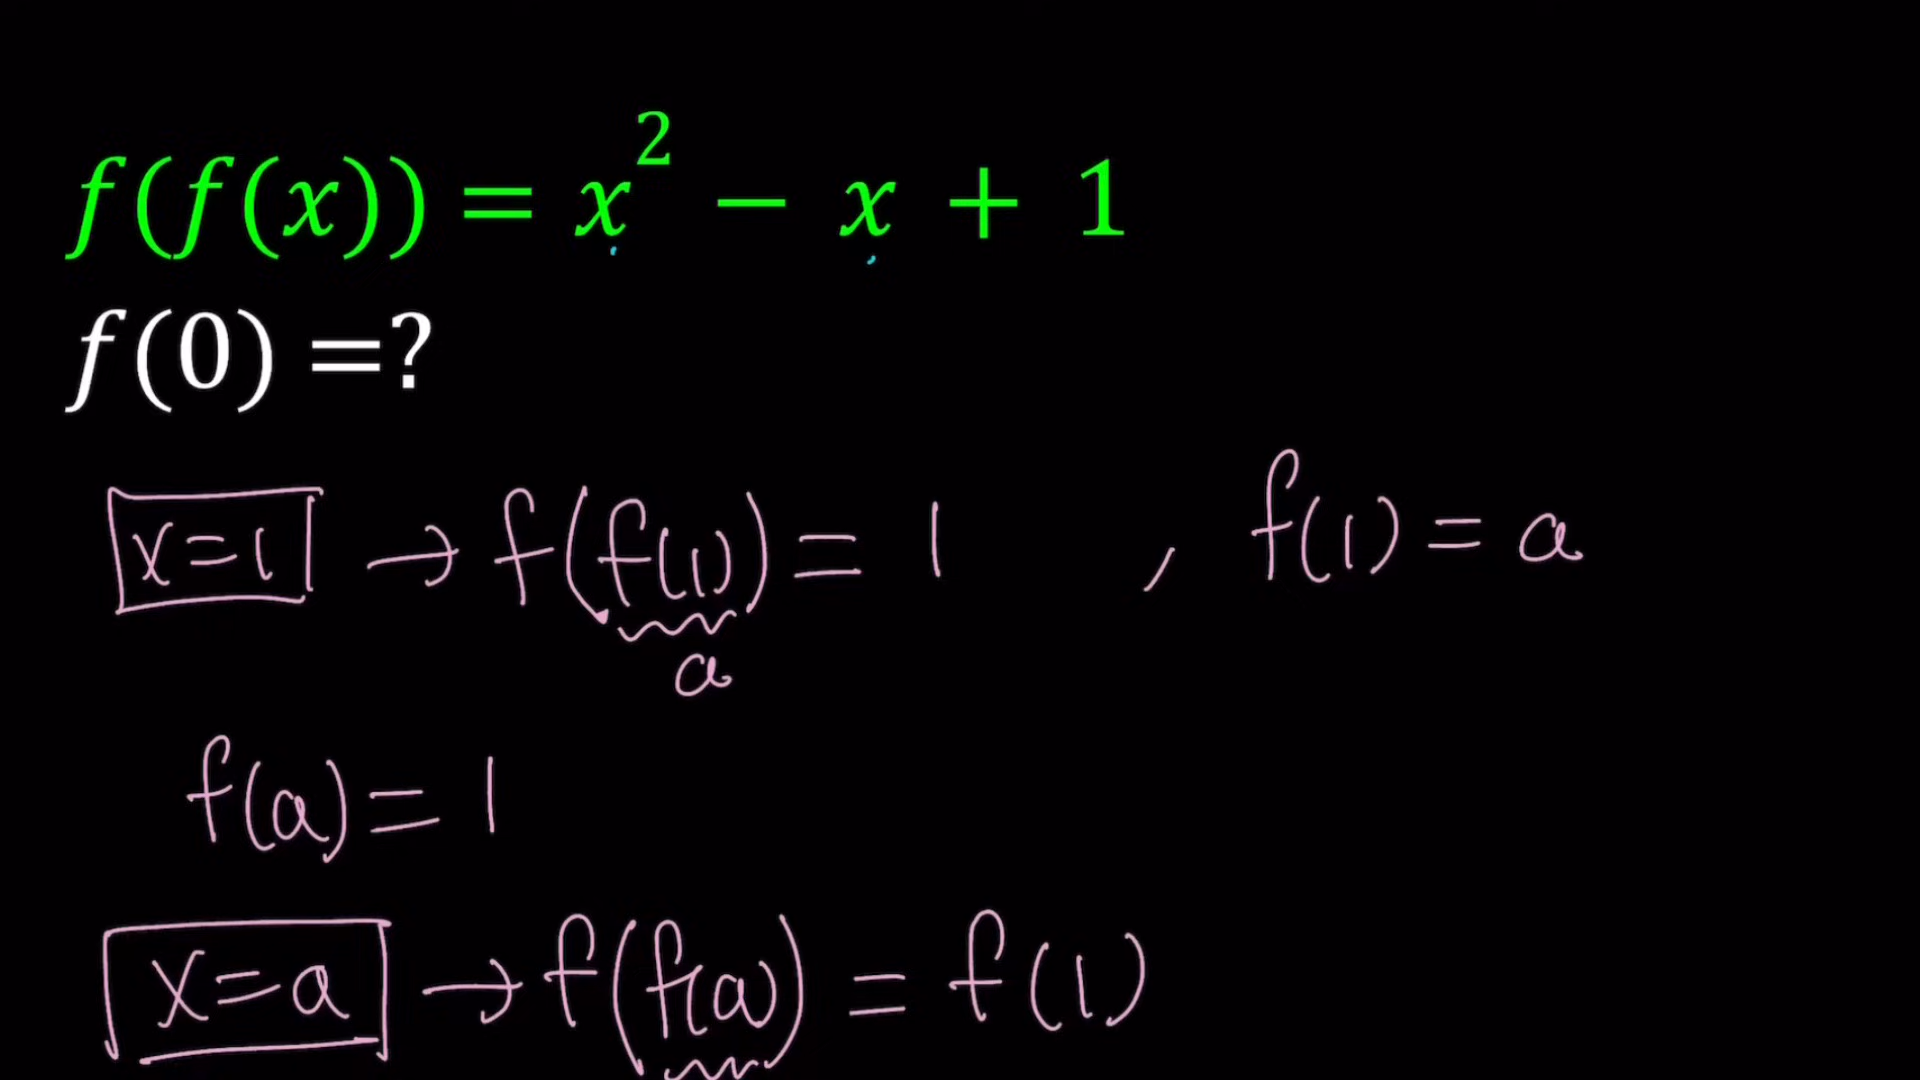 f(f(x)) = x² − x + 1
f(0) =?
x=1 → f(f(1)) = 1 , f(1) = a
a
f(a) = 1
x=a → f(f(a)) = f(1)